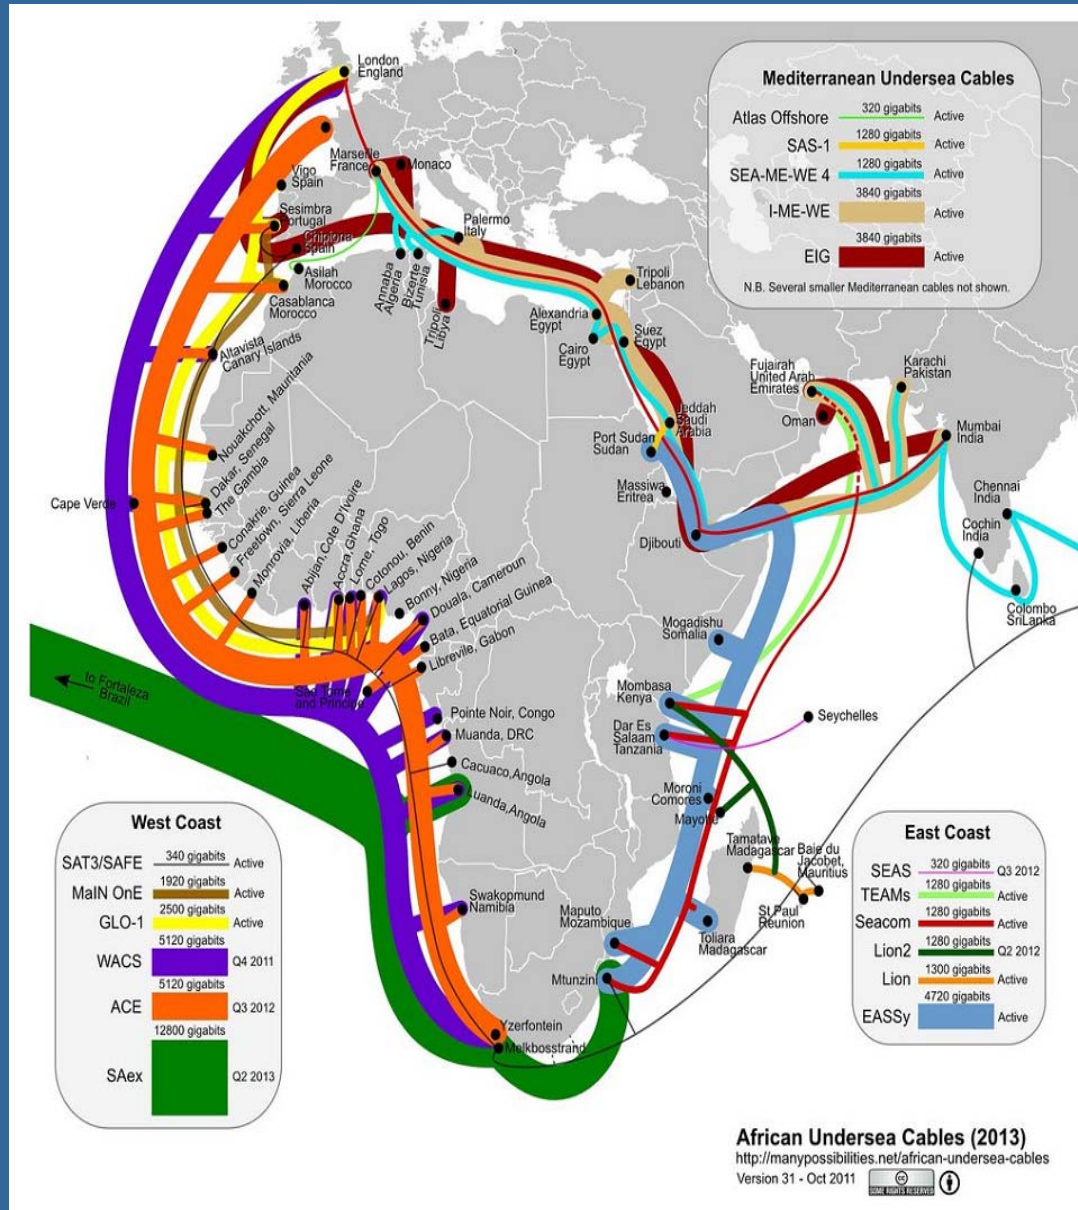 London
England
Vigo
Spain
Marseille
France
Monaco
Sesimbra
Portugal
Chipiona
Spain
Palermo
Italy
Asilah
Morocco
Casablanca
Morocco
Annaba
Algeria
Bizerte
Tunisia
Tripoli
Libya
Tripoli
Lebanon
Alexandria
Egypt
Cairo
Egypt
Suez
Egypt
Altavista
Canary Islands
Nouakchott, Mauritania
Dakar, Senegal
The Gambia
Cape Verde
Conakrie, Guinea
Freetown, Sierra Leone
Monrovia, Liberia
Abijan, Cote D'Ivoire
Accra, Ghana
Lome, Togo
Cotonou, Benin
Lagos, Nigeria
Bonny, Nigeria
Douala, Cameroun
Bata, Equatorial Guinea
Libreville, Gabon
Sao Tome
and Principe
Pointe Noir, Congo
Muanda, DRC
Cacuaco,Angola
Luanda,Angola
Swakopmund
Namibia
Yzerfontein
Melkbosstrand
to Fortaleza
Brazil
Jeddah
Saudi
Arabia
Port Sudan
Sudan
Massiwa
Eritrea
Djibouti
Fujairah
United Arab
Emirates
Oman
Karachi
Pakistan
Mumbai
India
Chennai
India
Cochin
India
Colombo
SriLanka
Mogadishu
Somalia
Mombasa
Kenya
Dar Es
Salaam
Tanzania
Seychelles
Moroni
Comores
Mayotte
Tamatave
Madagascar
Baie du
Jacobet,
Mauritius
St Paul
Reunion
Toliara
Madagascar
Maputo
Mozambique
Mtunzini
Mediterranean Undersea Cables
Atlas Offshore 320 gigabits Active
SAS-1 1280 gigabits Active
SEA-ME-WE 4 1280 gigabits Active
I-ME-WE 3840 gigabits Active
EIG 3840 gigabits Active
N.B. Several smaller Mediterranean cables not shown.
West Coast
SAT3/SAFE 340 gigabits Active
MaIN OnE 1920 gigabits Active
GLO-1 2500 gigabits Active
WACS 5120 gigabits Q4 2011
ACE 5120 gigabits Q3 2012
SAex 12800 gigabits Q2 2013
East Coast
SEAS 320 gigabits Q3 2012
TEAMs 1280 gigabits Active
Seacom 1280 gigabits Active
Lion2 1280 gigabits Q2 2012
Lion 1300 gigabits Active
EASSy 4720 gigabits Active
African Undersea Cables (2013)
http://manypossibilities.net/african-undersea-cables
Version 31 - Oct 2011
cc
SOME RIGHTS RESERVED